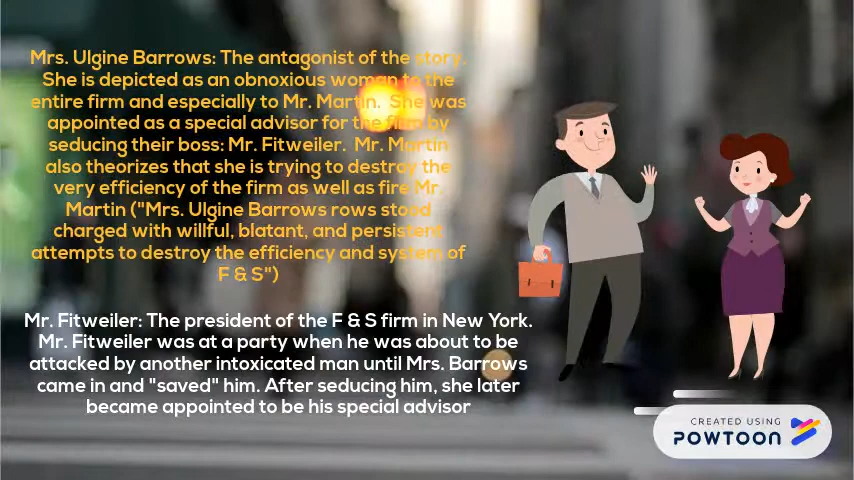 Mrs. Ulgine Barrows: The antagonist of the story.
She is depicted as an obnoxious woman to the
entire firm and especially to Mr. Martin.  She was
appointed as a special advisor for the firm by
seducing their boss: Mr. Fitweiler.  Mr. Martin
also theorizes that she is trying to destroy the
very efficiency of the firm as well as fire Mr.
Martin ("Mrs. Ulgine Barrows rows stood
charged with willful, blatant, and persistent
attempts to destroy the efficiency and system of
F & S")
Mr. Fitweiler: The president of the F & S firm in New York.
Mr. Fitweiler was at a party when he was about to be
attacked by another intoxicated man until Mrs. Barrows
came in and "saved" him. After seducing him, she later
became appointed to be his special advisor
CREATED USING
POWTOON